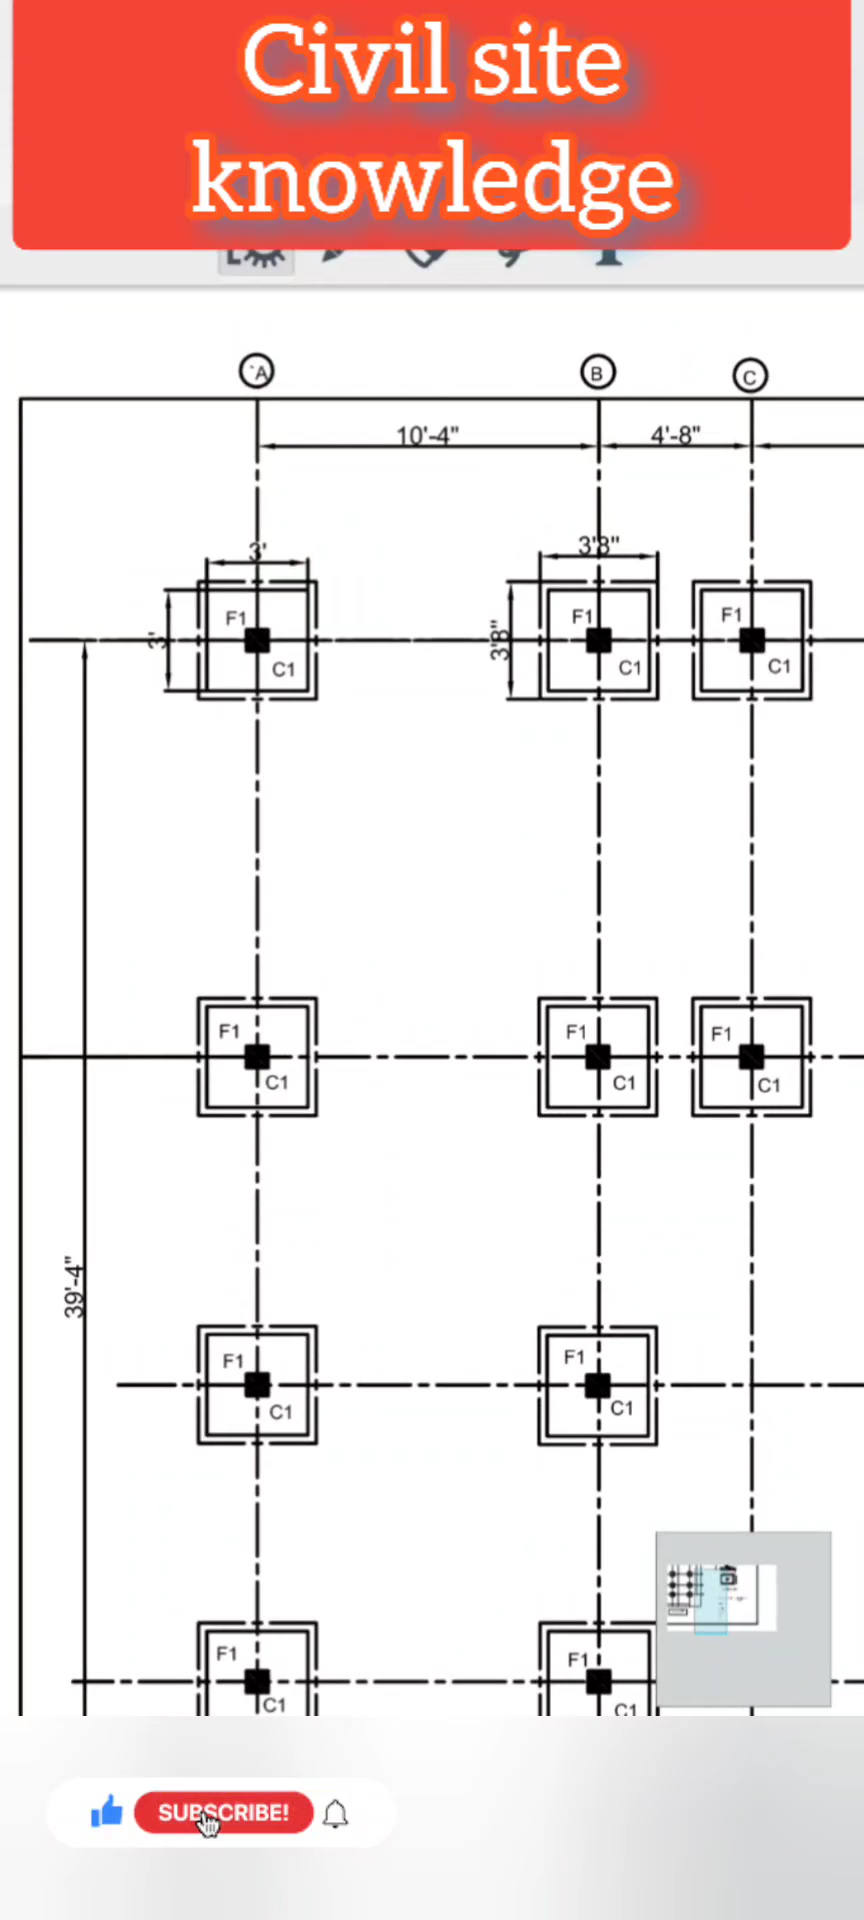 Civil site
knowledge
`A
B
C
10'-4"
4'-8"
3'
3'8"
F1
F1
F1
3'
3'8"
C1
C1
C1
F1
F1
F1
C1
C1
C1
39'-4"
F1
F1
C1
C1
F1
F1
C1
C1
SUBSCRIBE!